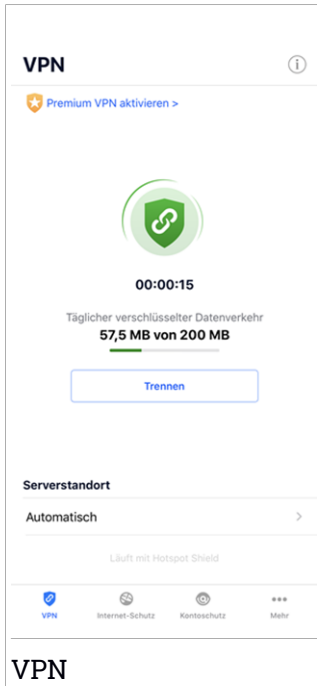 VPN
Premium VPN aktivieren >
00:00:15
Täglicher verschlüsselter Datenverkehr
57,5 MB von 200 MB
Trennen
Serverstandort
Automatisch
Läuft mit Hotspot Shield
VPN Internet-Schutz Kontoschutz Mehr
VPN